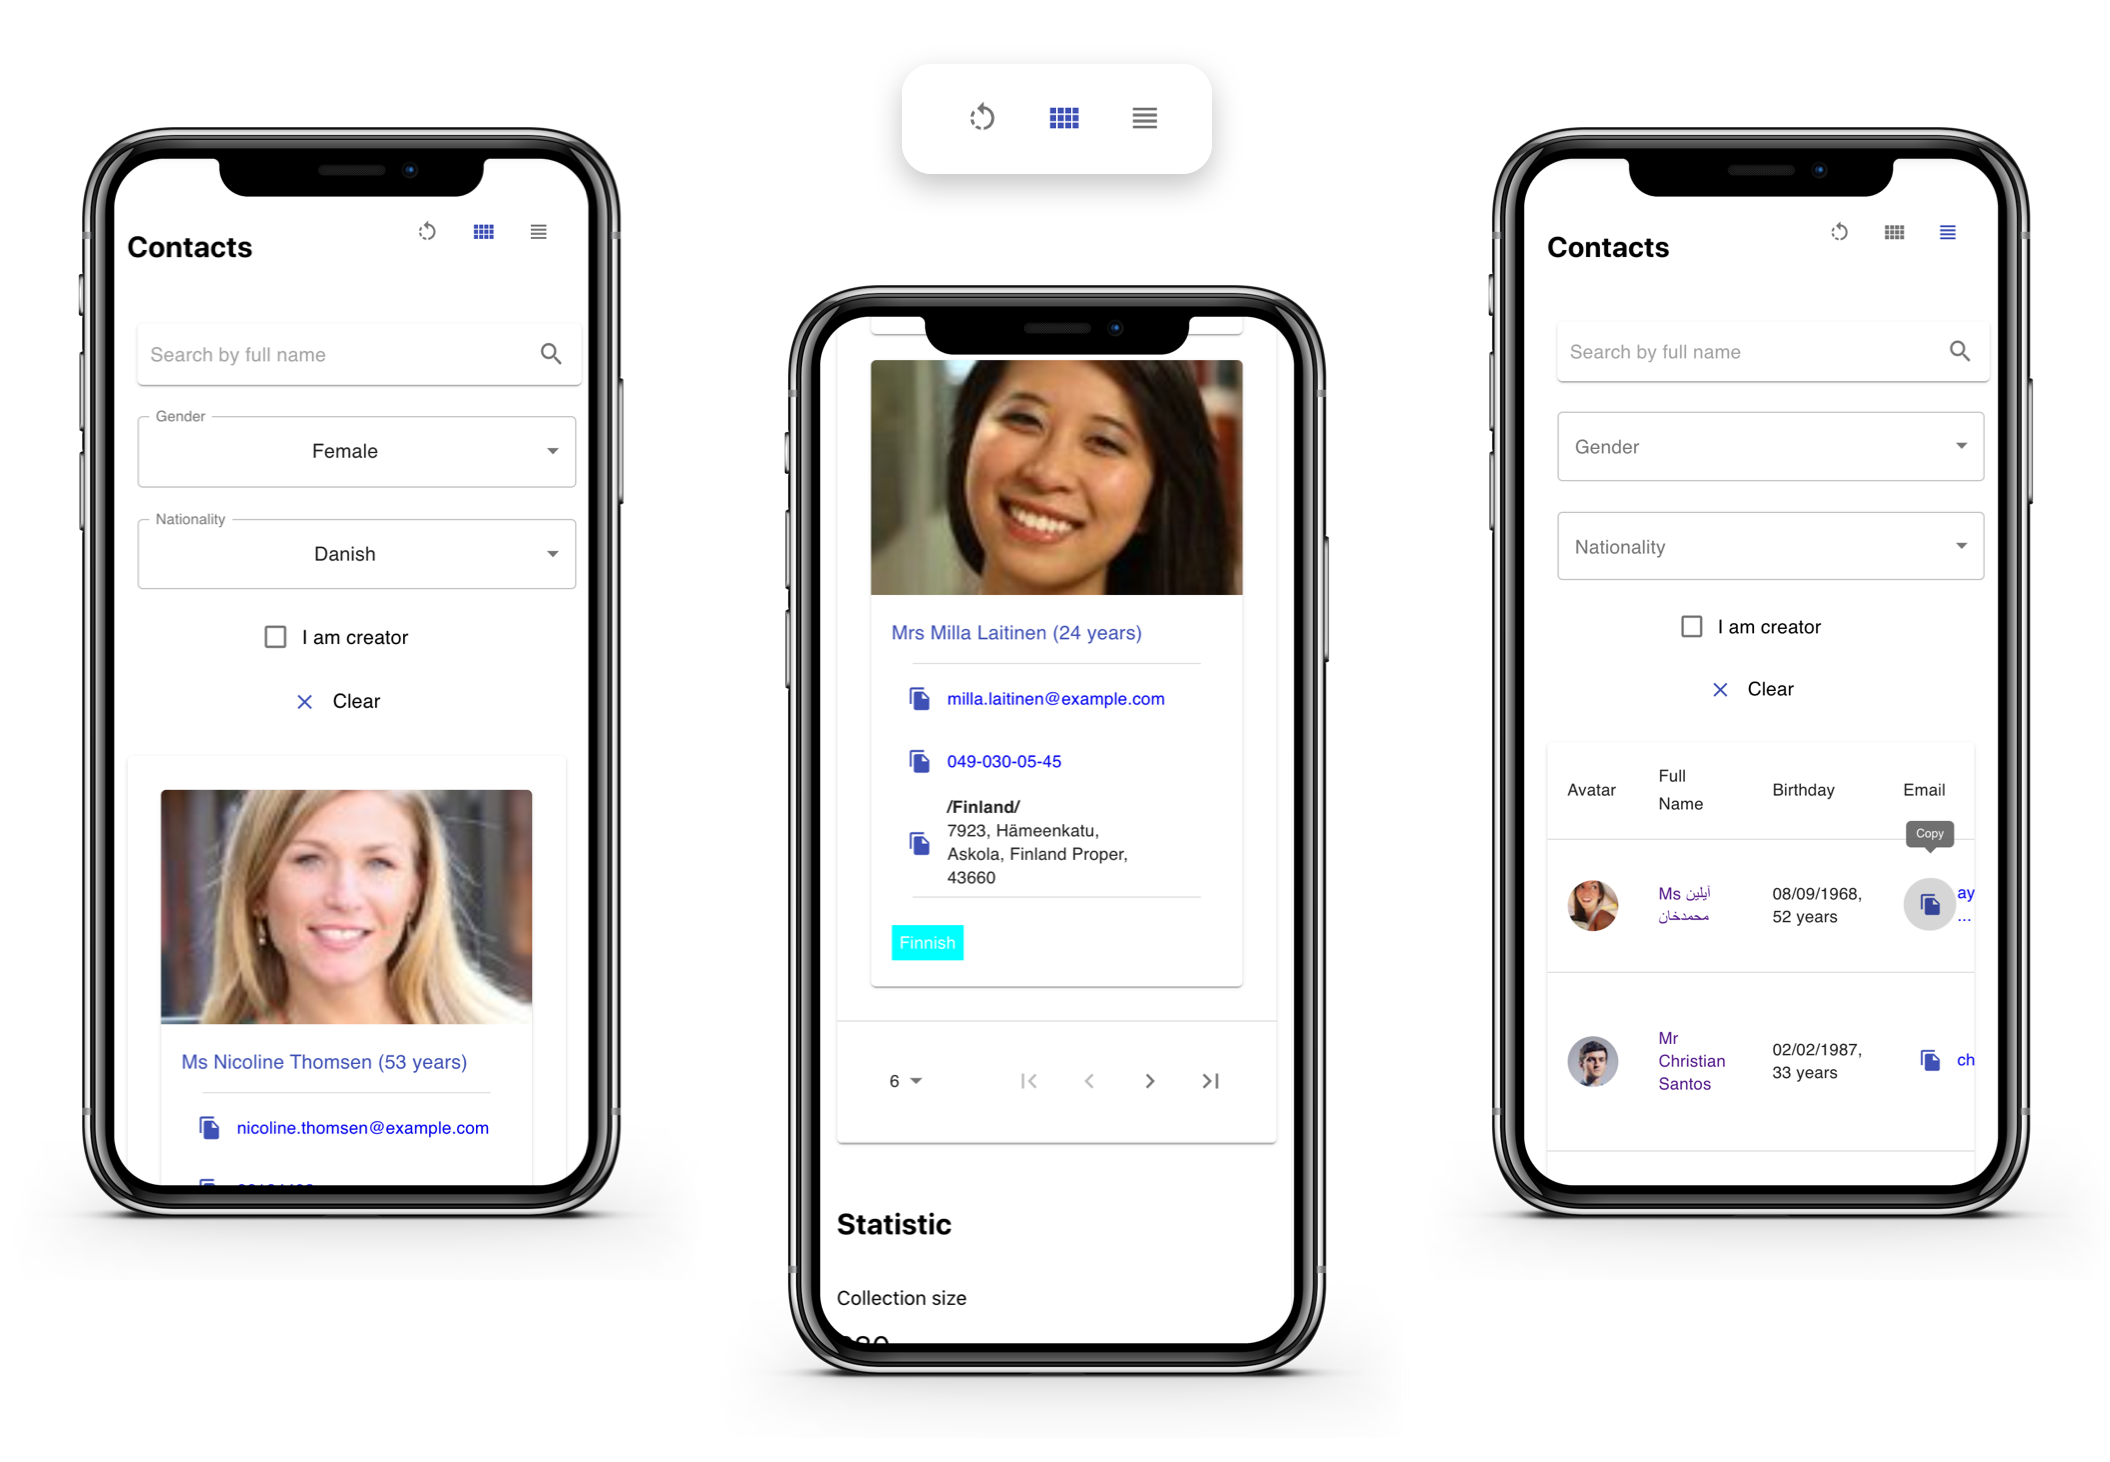 Contacts
Search by full name
Gender
Female
Nationality
Danish
I am creator
Clear
Ms Nicoline Thomsen (53 years)
nicoline.thomsen@example.com
Mrs Milla Laitinen (24 years)
milla.laitinen@example.com
049-030-05-45
/Finland/
7923, Hämeenkatu,
Askola, Finland Proper,
43660
Finnish
6
Statistic
Collection size
Contacts
Search by full name
Gender
Nationality
I am creator
Clear
Avatar
Full
Name
Birthday
Email
Copy
Ms آیلین
محمدخان
08/09/1968,
52 years
ay
...
Mr
Christian
Santos
02/02/1987,
33 years
ch